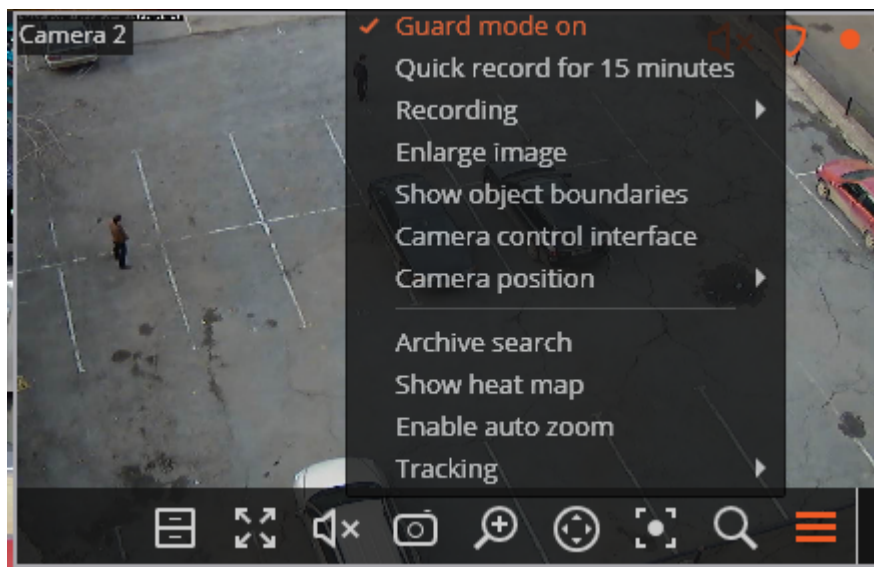 Camera 2
Guard mode on
Quick record for 15 minutes
Recording
Enlarge image
Show object boundaries
Camera control interface
Camera position
Archive search
Show heat map
Enable auto zoom
Tracking